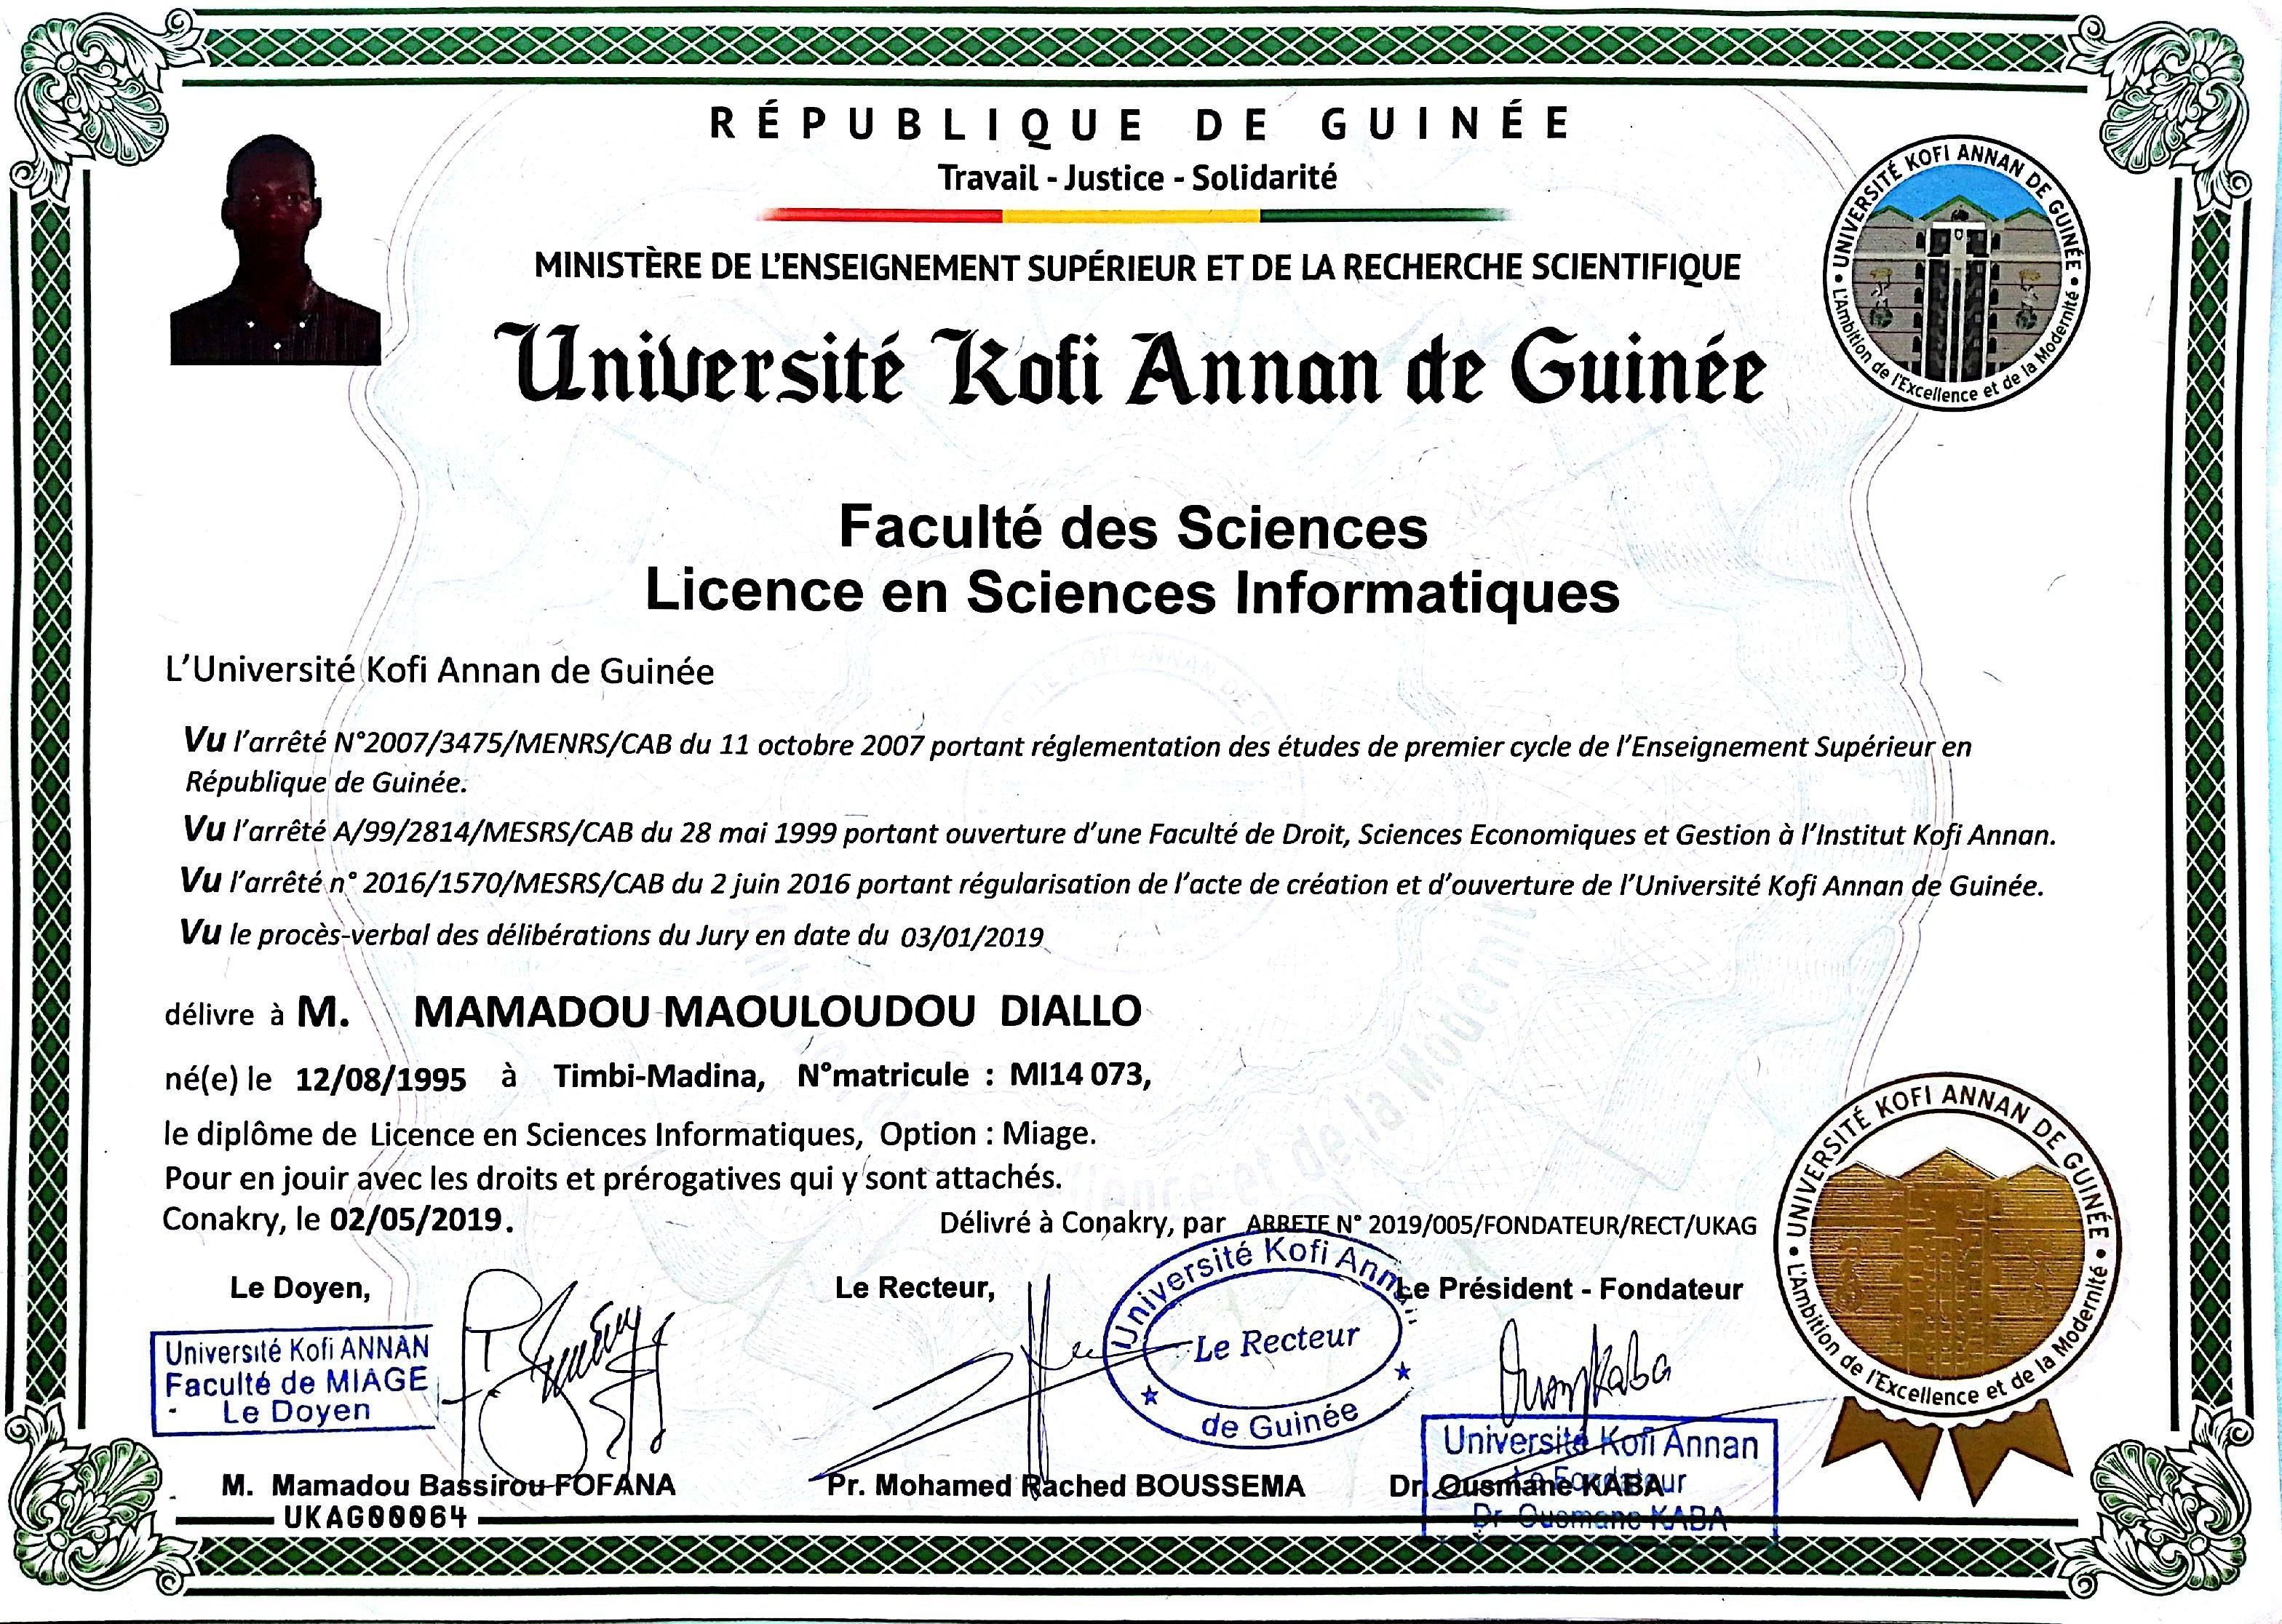 RÉPUBLIQUE DE GUINÉE
Travail - Justice - Solidarité
MINISTÈRE DE L'ENSEIGNEMENT SUPÉRIEUR ET DE LA RECHERCHE SCIENTIFIQUE
UNIVERSITÉ KOFI ANNAN DE GUINÉE
L'Ambition de l'Excellence et de la Modernité
Université Kofi Annan de Guinée
Faculté des Sciences
Licence en Sciences Informatiques
L'Université Kofi Annan de Guinée
Vu l'arrêté N°2007/3475/MENRS/CAB du 11 octobre 2007 portant réglementation des études de premier cycle de l'Enseignement Supérieur en
République de Guinée.
Vu l'arrêté A/99/2814/MESRS/CAB du 28 mai 1999 portant ouverture d'une Faculté de Droit, Sciences Economiques et Gestion à l'Institut Kofi Annan.
Vu l'arrêté n° 2016/1570/MESRS/CAB du 2 juin 2016 portant régularisation de l'acte de création et d'ouverture de l'Université Kofi Annan de Guinée.
Vu le procès-verbal des délibérations du Jury en date du 03/01/2019
délivre à M. MAMADOU MAOULOUDOU DIALLO
né(e) le 12/08/1995 à Timbi-Madina, N°matricule : MI14 073,
le diplôme de Licence en Sciences Informatiques, Option : Miage.
Pour en jouir avec les droits et prérogatives qui y sont attachés.
Conakry, le 02/05/2019.
Délivré à Conakry, par ARRETE N° 2019/005/FONDATEUR/RECT/UKAG
UNIVERSITÉ KOFI ANNAN DE GUINÉE
L'Ambition de l'Excellence et de la Modernité
Le Doyen,
Le Recteur,
Le Président - Fondateur
Université Kofi ANNAN
Faculté de MIAGE
Le Doyen
Université Kofi Annan
Le Recteur
de Guinée
Université Kofi Annan
Le Fondateur
Dr Ousmane KABA
M. Mamadou Bassirou FOFANA
Pr. Mohamed Rached BOUSSEMA
Dr. Ousmane KABA
UKAG00064